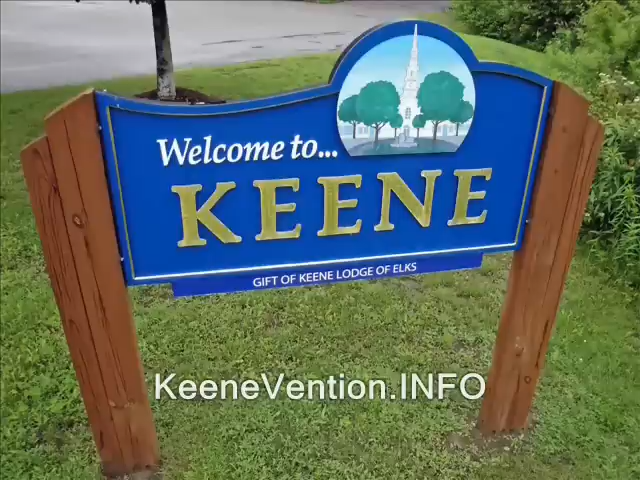 Welcome to...
KEENE
GIFT OF KEENE LODGE OF ELKS
KeeneVention.INFO